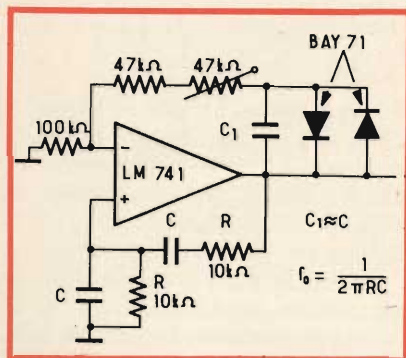 BAY 71
47kΩ
47kΩ
100kΩ
C₁
−
LM 741
+
C
R
10kΩ
C₁≈C
C
R
10kΩ
f₀ = 1 / 2πRC